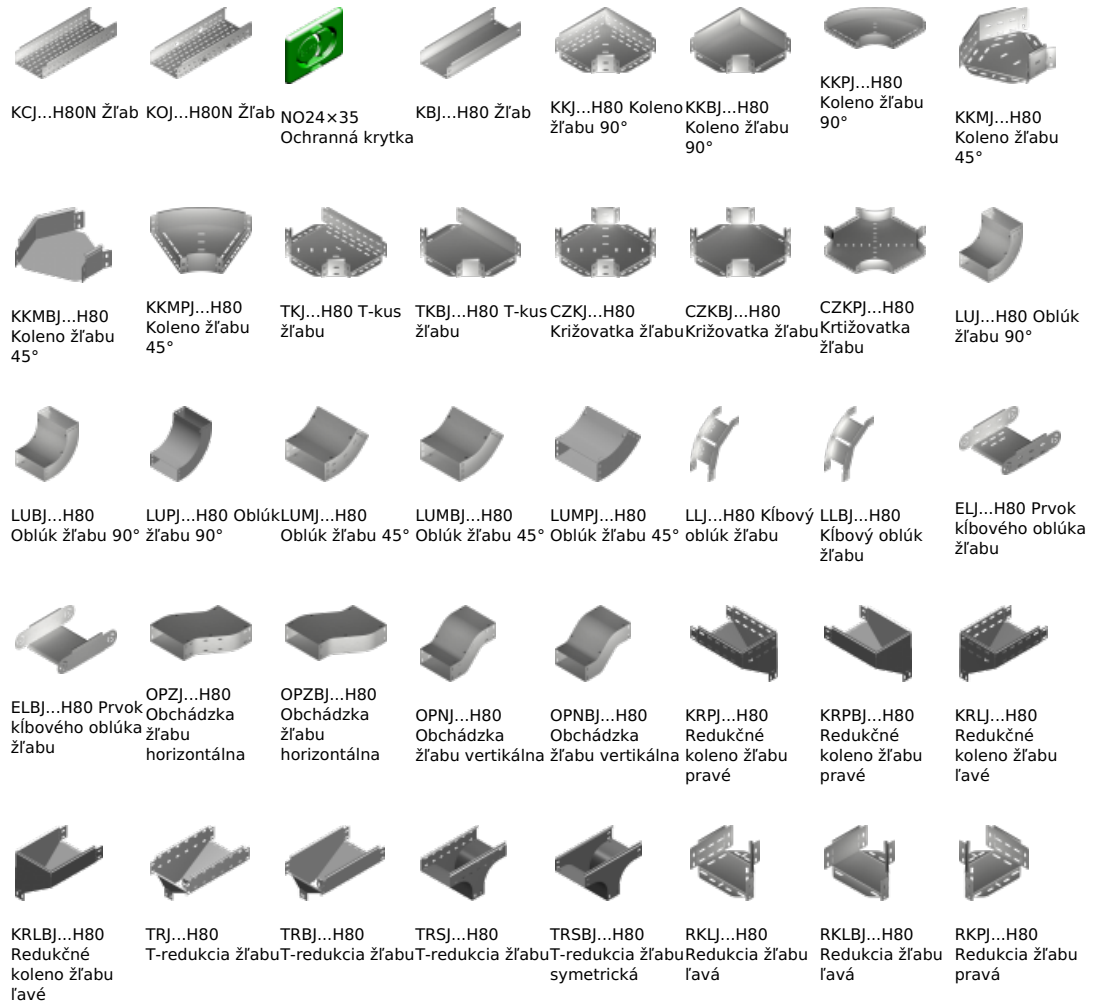 KCJ...H80N Žľab
KOJ...H80N Žľab
NO24×35
Ochranná krytka
KBJ...H80 Žľab
KKJ...H80 Koleno
žľabu 90°
KKBJ...H80
Koleno žľabu
90°
KKPJ...H80
Koleno žľabu
90°
KKMJ...H80
Koleno žľabu
45°
KKMBJ...H80
Koleno žľabu
45°
KKMPJ...H80
Koleno žľabu
45°
TKJ...H80 T-kus
žľabu
TKBJ...H80 T-kus
žľabu
CZKJ...H80
Križovatka žľabu
CZKBJ...H80
Križovatka žľabu
CZKPJ...H80
Krtižovatka
žľabu
LUJ...H80 Oblúk
žľabu 90°
LUBJ...H80
Oblúk žľabu 90°
LUPJ...H80 Oblúk
žľabu 90°
LUMJ...H80
Oblúk žľabu 45°
LUMBJ...H80
Oblúk žľabu 45°
LUMPJ...H80
Oblúk žľabu 45°
LLJ...H80 Kĺbový
oblúk žľabu
LLBJ...H80
Kĺbový oblúk
žľabu
ELJ...H80 Prvok
kĺbového oblúka
žľabu
ELBJ...H80 Prvok
kĺbového oblúka
žľabu
OPZJ...H80
Obchádzka
žľabu
horizontálna
OPZBJ...H80
Obchádzka
žľabu
horizontálna
OPNJ...H80
Obchádzka
žľabu vertikálna
OPNBJ...H80
Obchádzka
žľabu vertikálna
KRPJ...H80
Redukčné
koleno žľabu
pravé
KRPBJ...H80
Redukčné
koleno žľabu
pravé
KRLJ...H80
Redukčné
koleno žľabu
ľavé
KRLBJ...H80
Redukčné
koleno žľabu
ľavé
TRJ...H80
T-redukcia žľabu
TRBJ...H80
T-redukcia žľabu
TRSJ...H80
T-redukcia žľabu
TRSBJ...H80
T-redukcia žľabu
symetrická
RKLJ...H80
Redukcia žľabu
ľavá
RKLBJ...H80
Redukcia žľabu
ľavá
RKPJ...H80
Redukcia žľabu
pravá